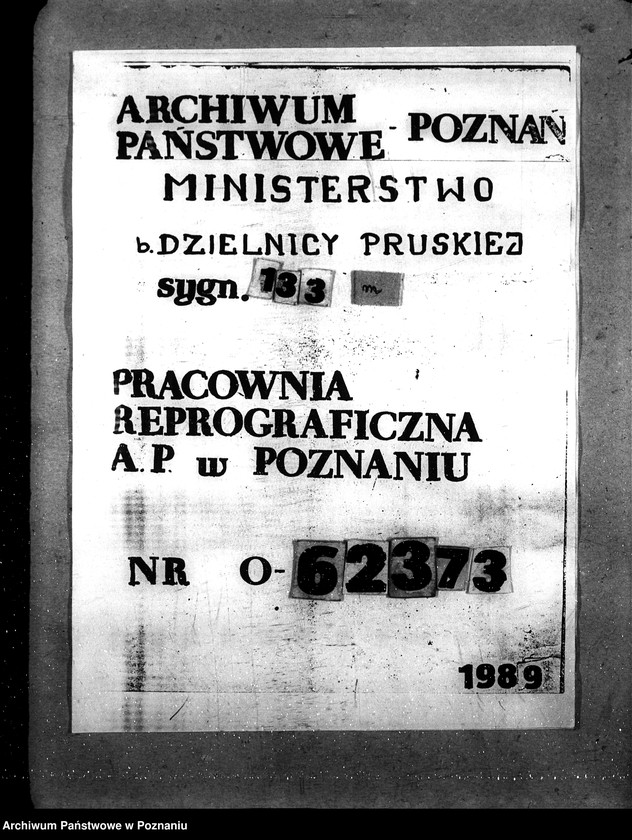 ARCHIWUM
PAŃSTWOWE - POZNAŃ
MINISTERSTWO
b. DZIELNICY PRUSKIEJ
sygn. 133 m
PRACOWNIA
REPROGRAFICZNA
A.P. w POZNANIU
NR O-62373
1989
Archiwum Państwowe w Poznaniu